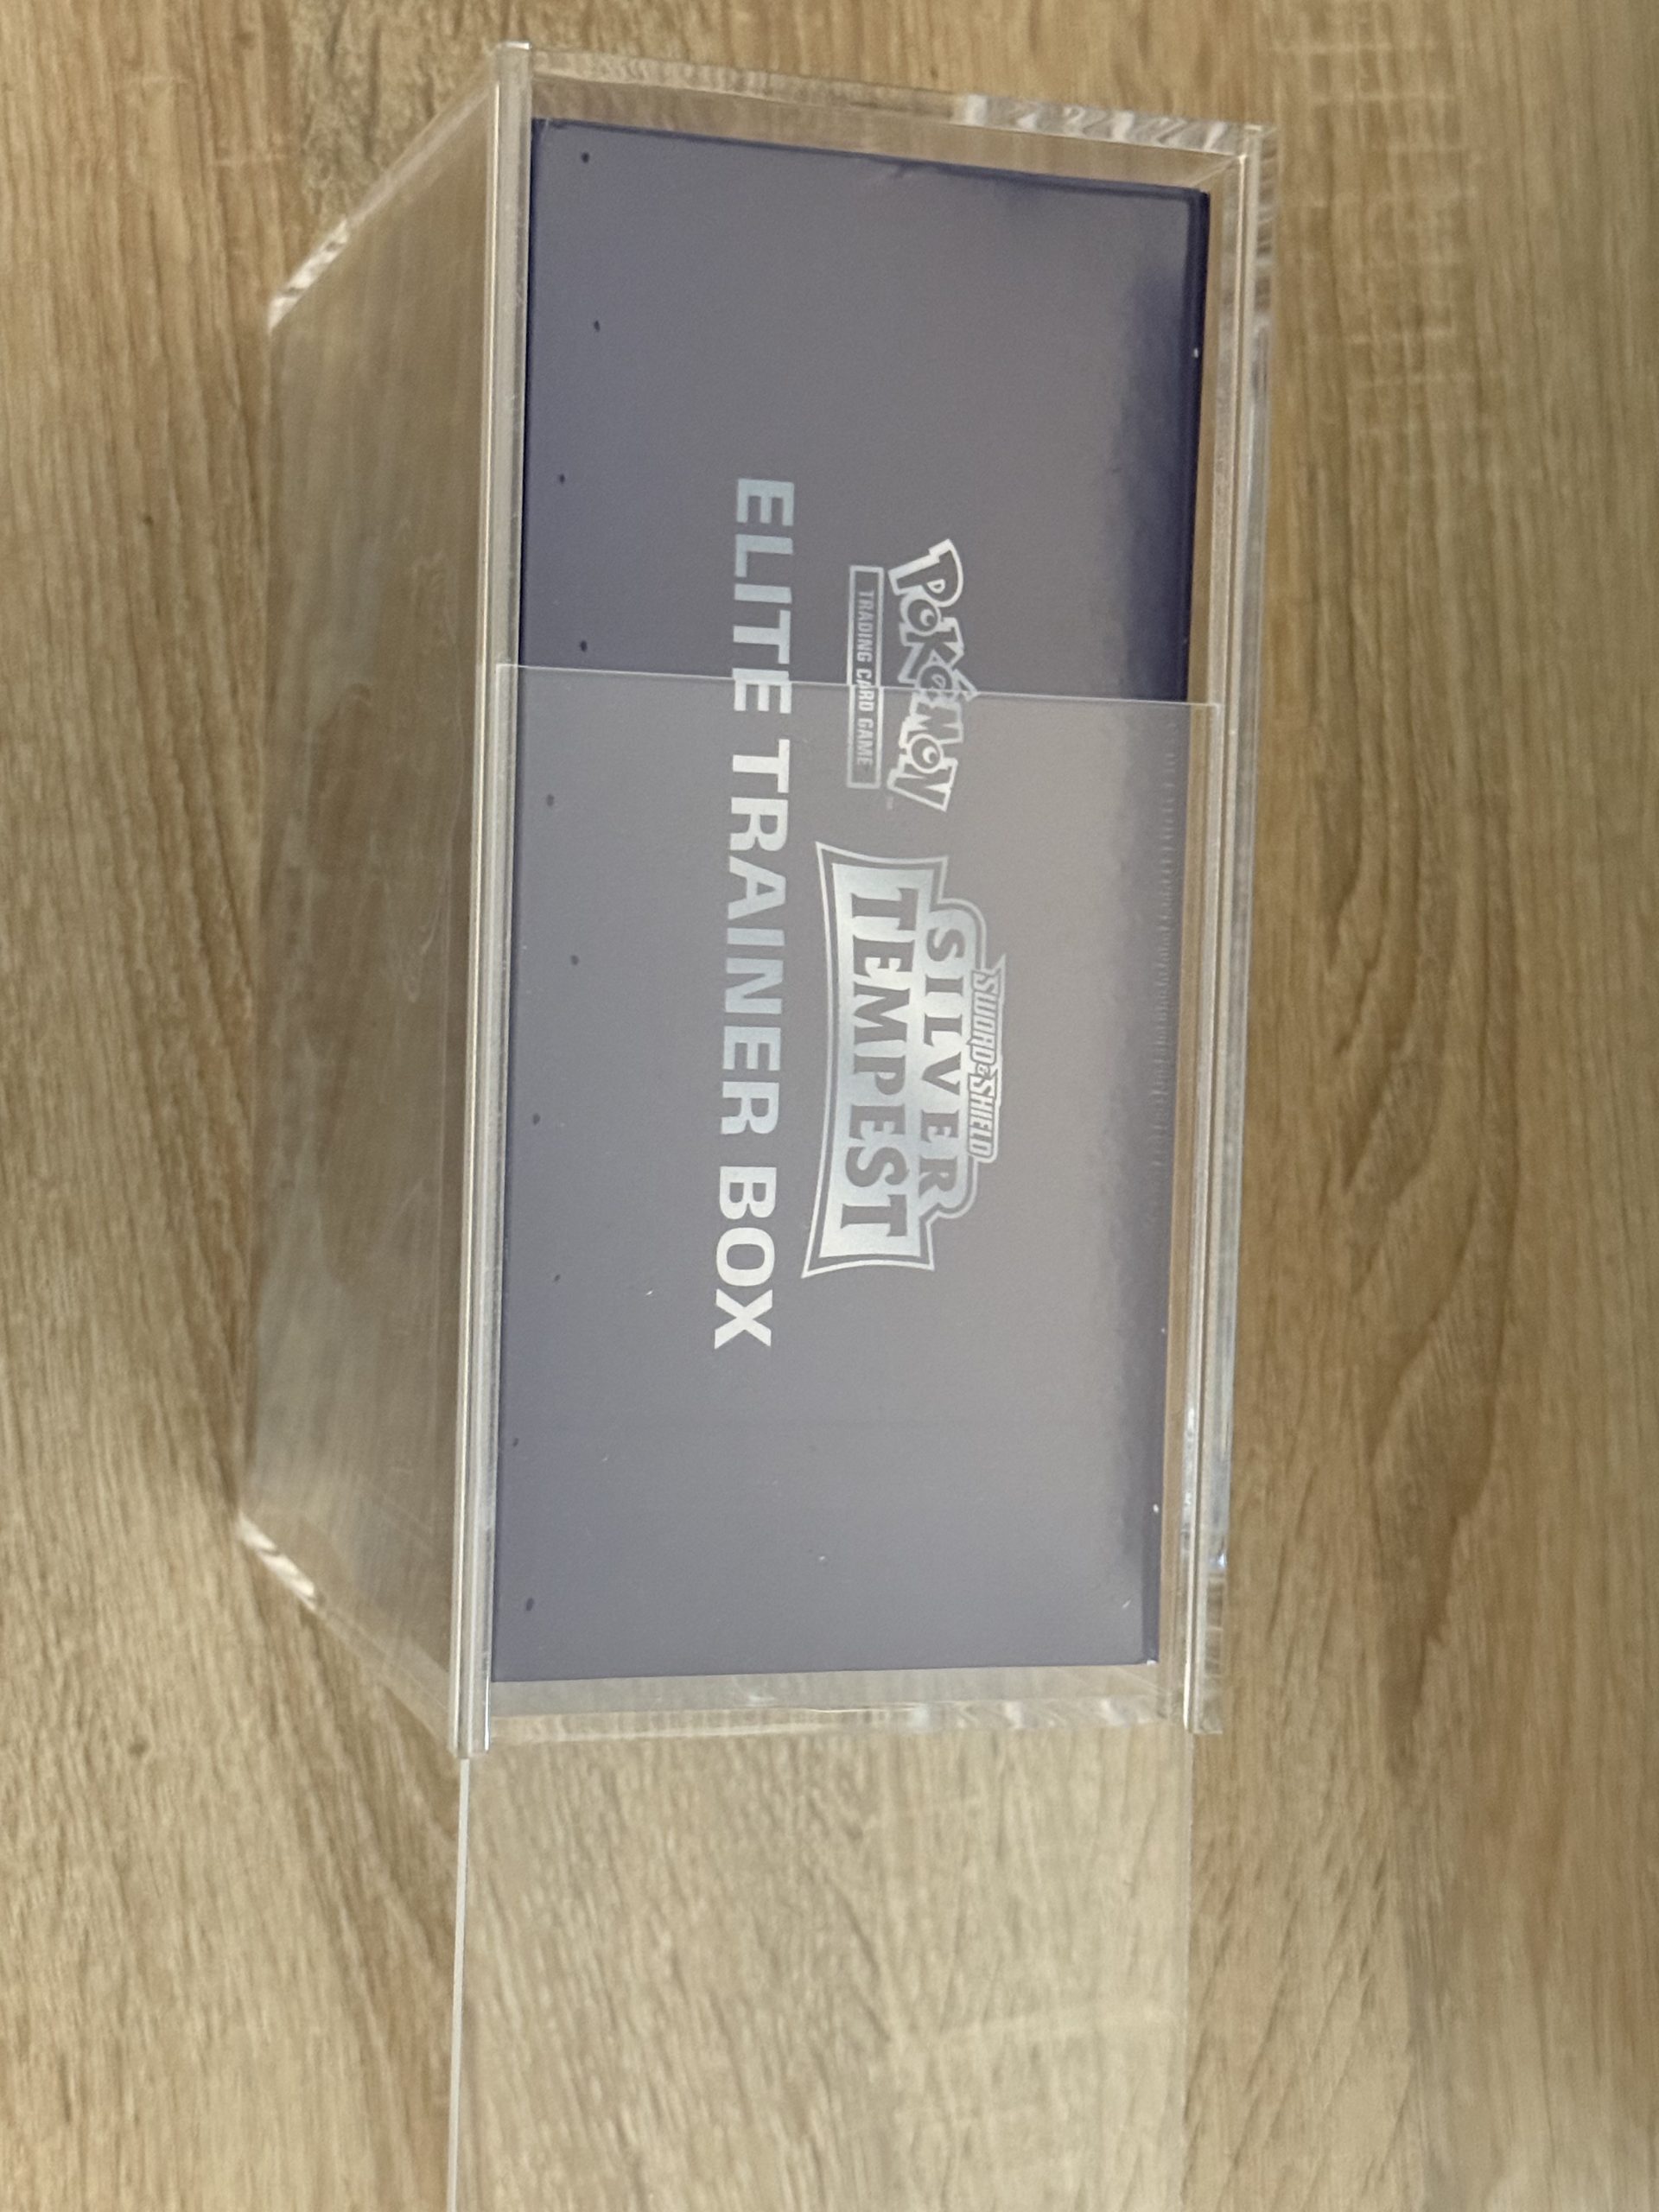 POKéMON
TRADING CARD GAME
SWORD & SHIELD
SILVER
TEMPEST
ELITE TRAINER BOX